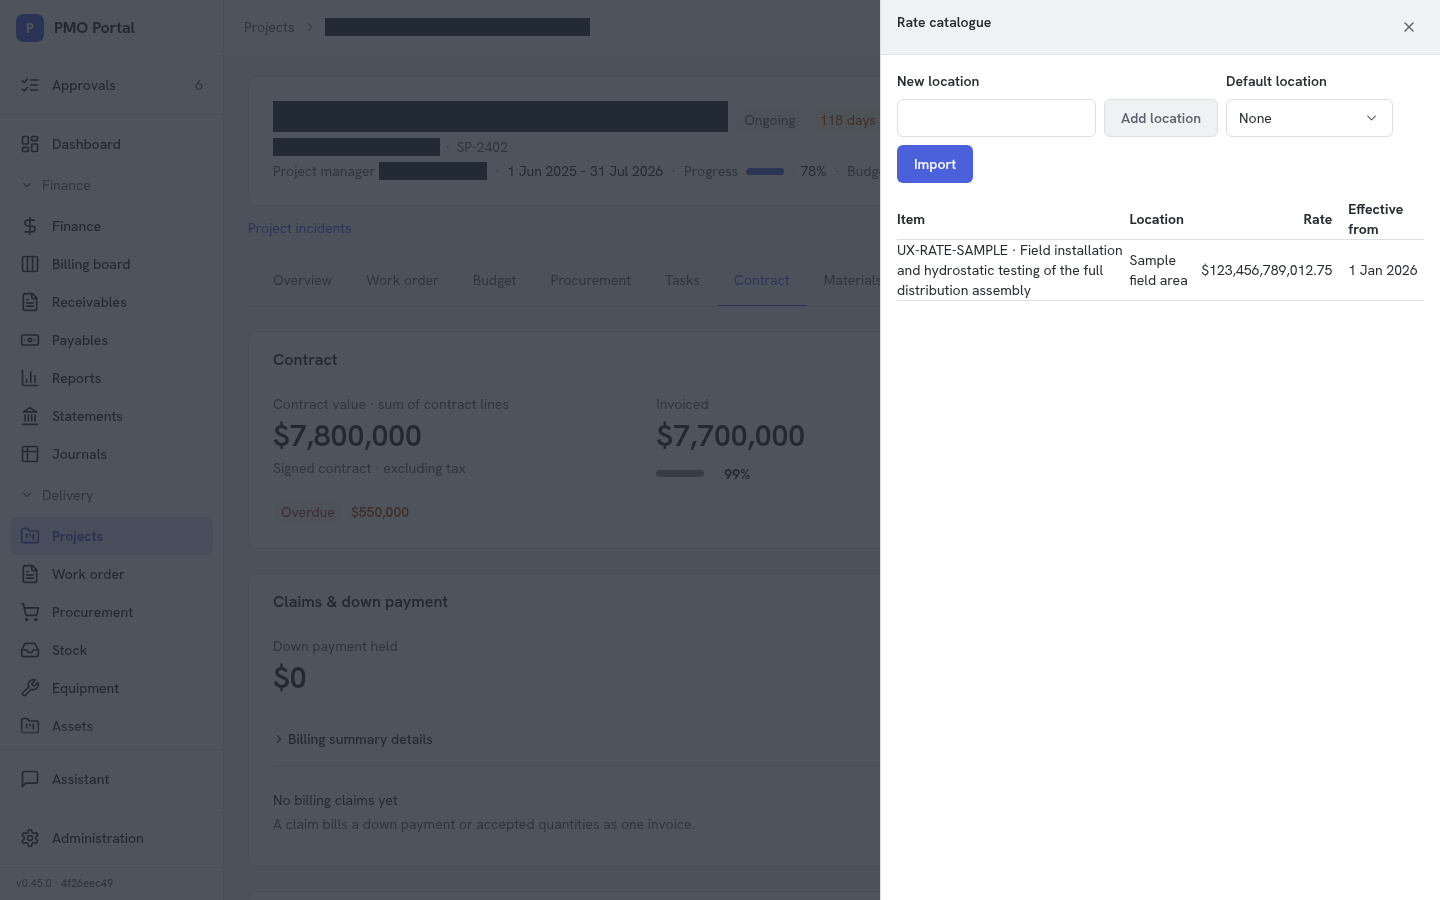 P PMO Portal
Approvals 6
Dashboard
Finance
Finance
Billing board
Receivables
Payables
Reports
Statements
Journals
Delivery
Projects
Work order
Procurement
Stock
Equipment
Assets
Assistant
Administration
v0.45.0 · 4f26eec49
Projects
Ongoing 118 days
· SP-2402
Project manager · 1 Jun 2025 – 31 Jul 2026 · Progress 78% · Budg
Project incidents
Overview Work order Budget Procurement Tasks Contract Materials
Contract
Contract value · sum of contract lines
$7,800,000
Signed contract · excluding tax
Invoiced
$7,700,000
99%
Overdue $550,000
Claims & down payment
Down payment held
$0
Billing summary details
No billing claims yet
A claim bills a down payment or accepted quantities as one invoice.
Rate catalogue
New location
Add location
Default location
None
Import
Item Location Rate Effective
from
UX-RATE-SAMPLE · Field installation
and hydrostatic testing of the full
distribution assembly
Sample
field area
$123,456,789,012.75
1 Jan 2026